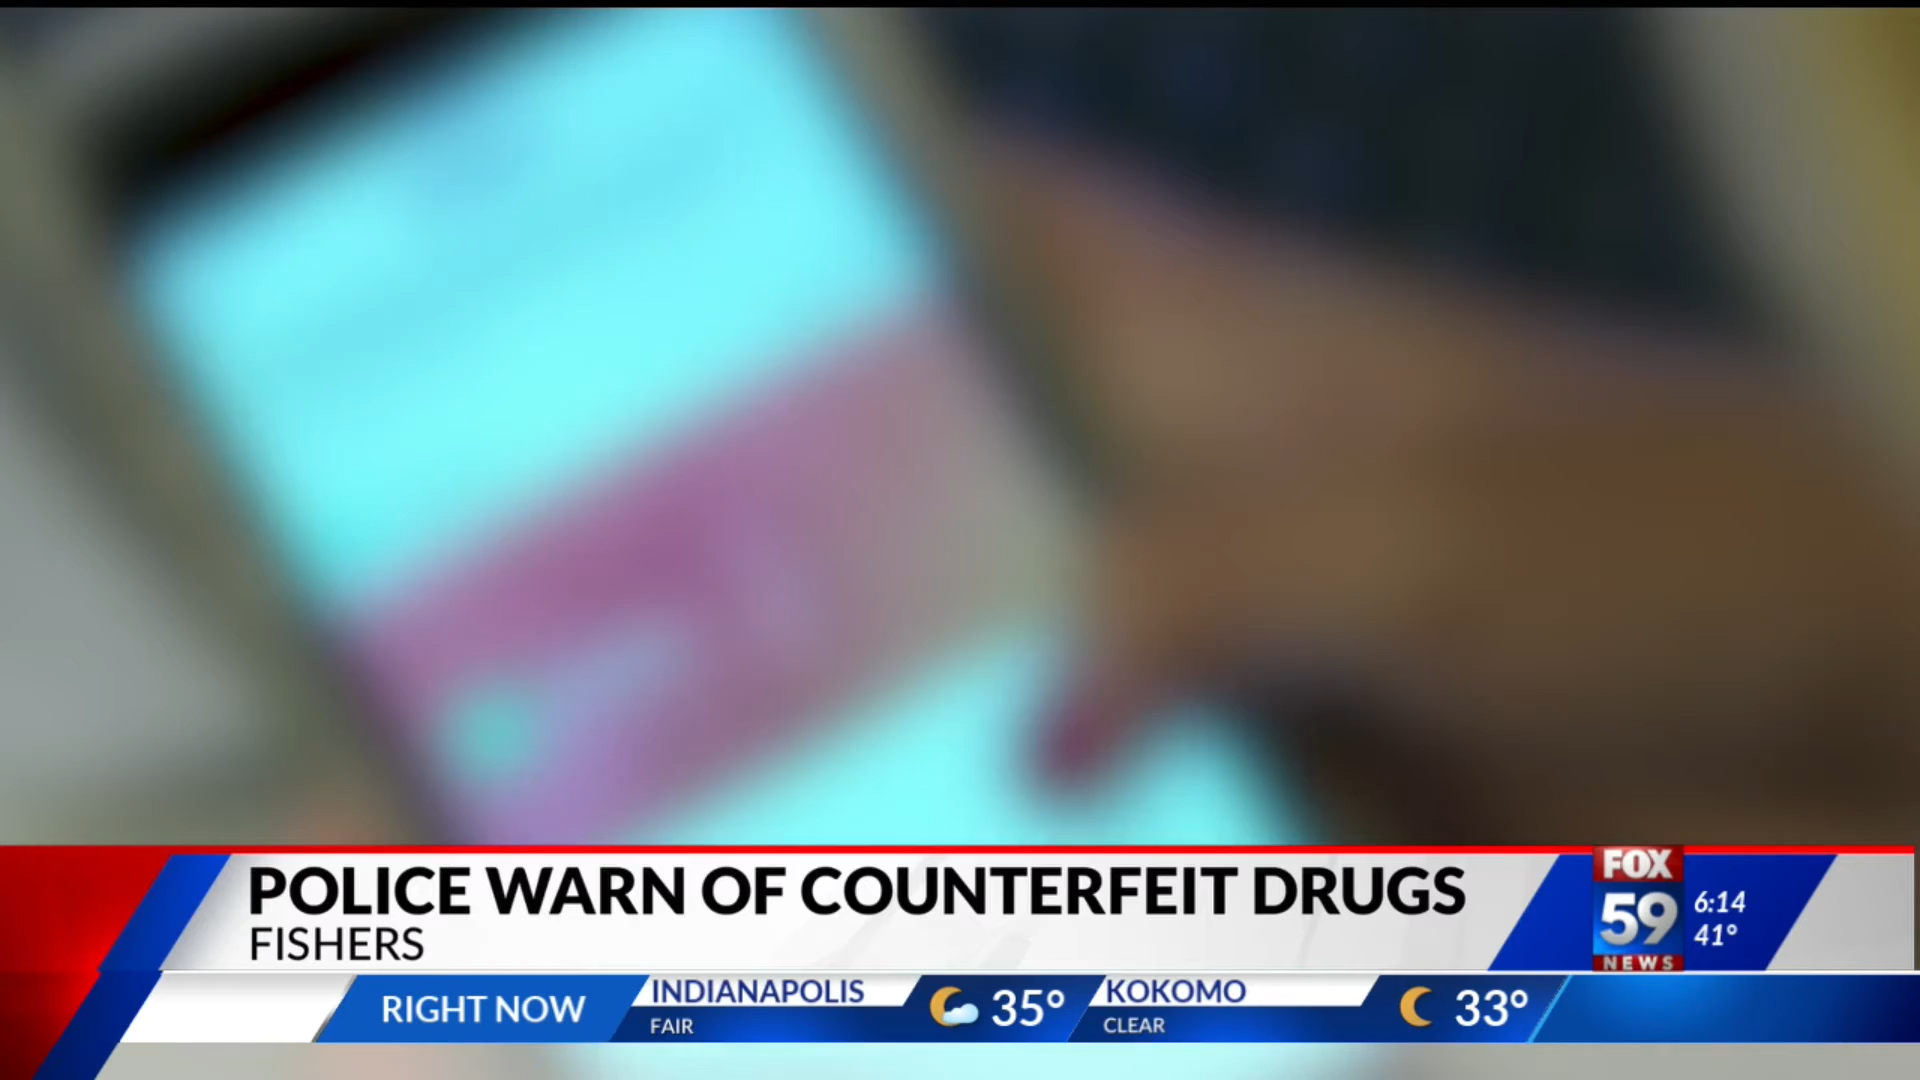 POLICE WARN OF COUNTERFEIT DRUGS
FISHERS
FOX
59
NEWS
6:14
41°
RIGHT NOW
INDIANAPOLIS
FAIR
35°
KOKOMO
CLEAR
33°